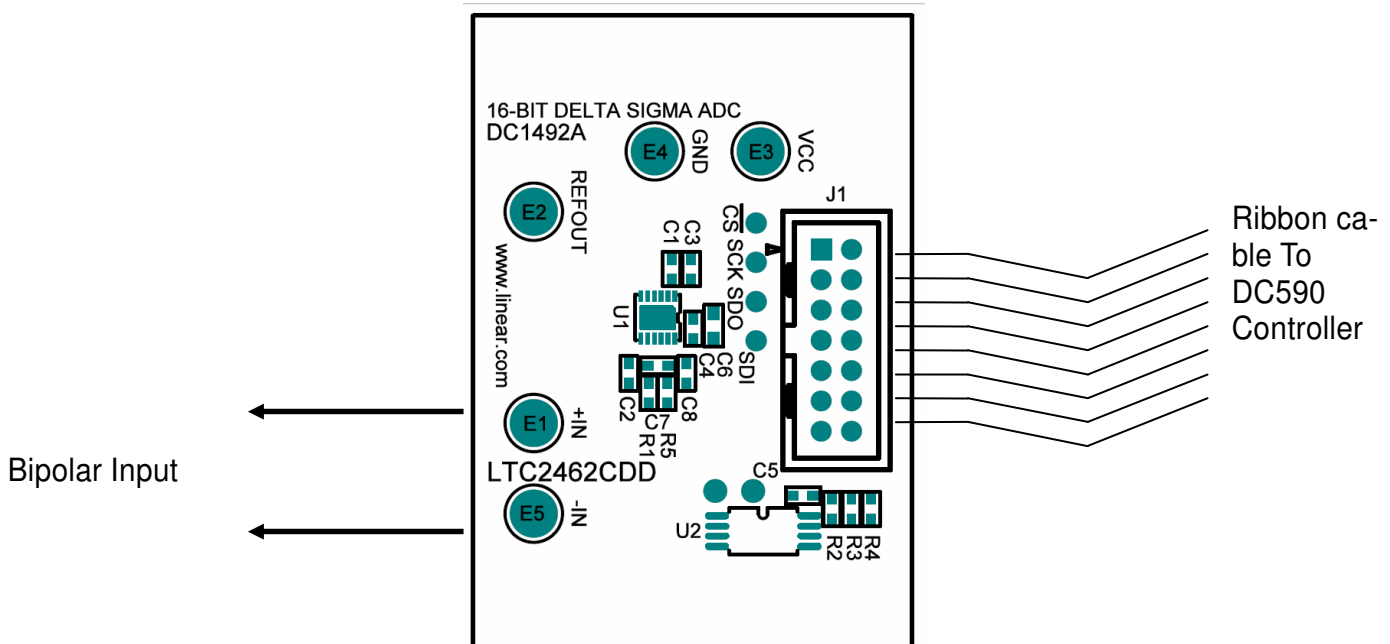 16-BIT DELTA SIGMA ADC
DC1492A
E4
GND
E3
VCC
E2
REFOUT
J1
CS
SCK
SDO
SDI
C1
C3
www.linear.com
U1
C4
C6
C2
C7
C8
R1
R5
E1
+IN
LTC2462CDD
E5
-IN
C5
U2
R2
R3
R4
Bipolar Input
Ribbon ca-
ble To
DC590
Controller